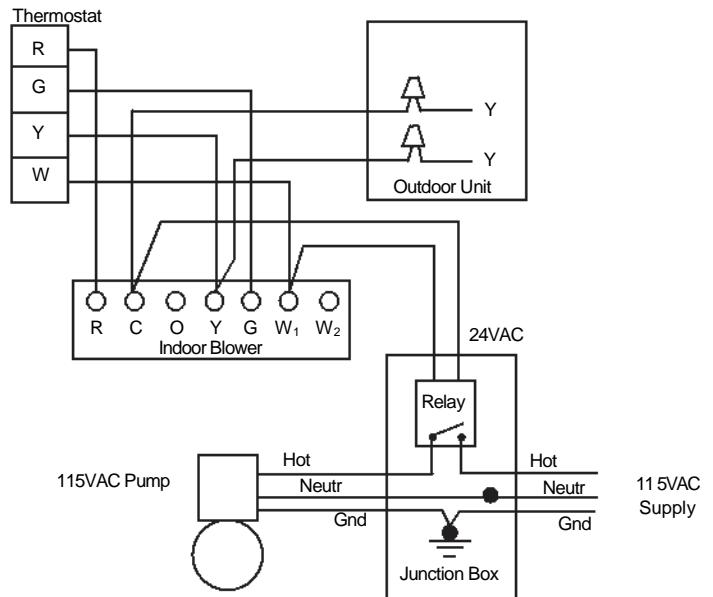 Thermostat
R
G
Y
W
Y
Y
Outdoor Unit
R C O Y G W₁ W₂
Indoor Blower
24VAC
Relay
115VAC Pump
Hot
Neutr
Gnd
Hot
Neutr
Gnd
11 5VAC
Supply
Junction Box